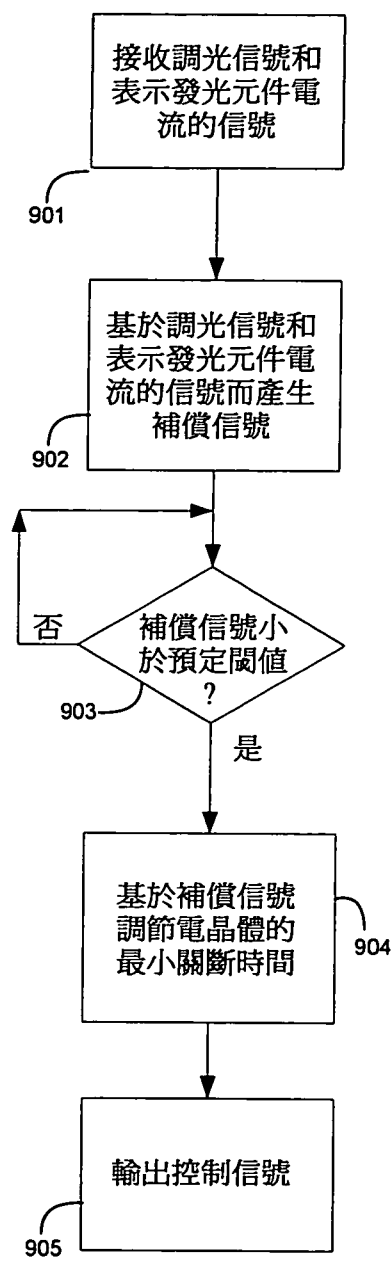 接收調光信號和
表示發光元件電
流的信號
901
基於調光信號和
表示發光元件電
流的信號而產生
補償信號
902
否
補償信號小
於預定閾值
?
903
是
基於補償信號
調節電晶體的
最小關斷時間
904
輸出控制信號
905